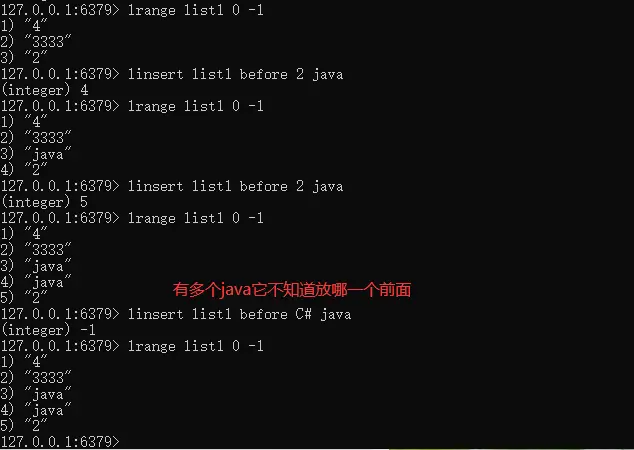 127.0.0.1:6379> lrange list1 0 -1
1) "4"
2) "3333"
3) "2"
127.0.0.1:6379> linsert list1 before 2 java
(integer) 4
127.0.0.1:6379> lrange list1 0 -1
1) "4"
2) "3333"
3) "java"
4) "2"
127.0.0.1:6379> linsert list1 before 2 java
(integer) 5
127.0.0.1:6379> lrange list1 0 -1
1) "4"
2) "3333"
3) "java"
4) "java"
5) "2"
有多个java它不知道放哪一个前面
127.0.0.1:6379> linsert list1 before C# java
(integer) -1
127.0.0.1:6379> lrange list1 0 -1
1) "4"
2) "3333"
3) "java"
4) "java"
5) "2"
127.0.0.1:6379>